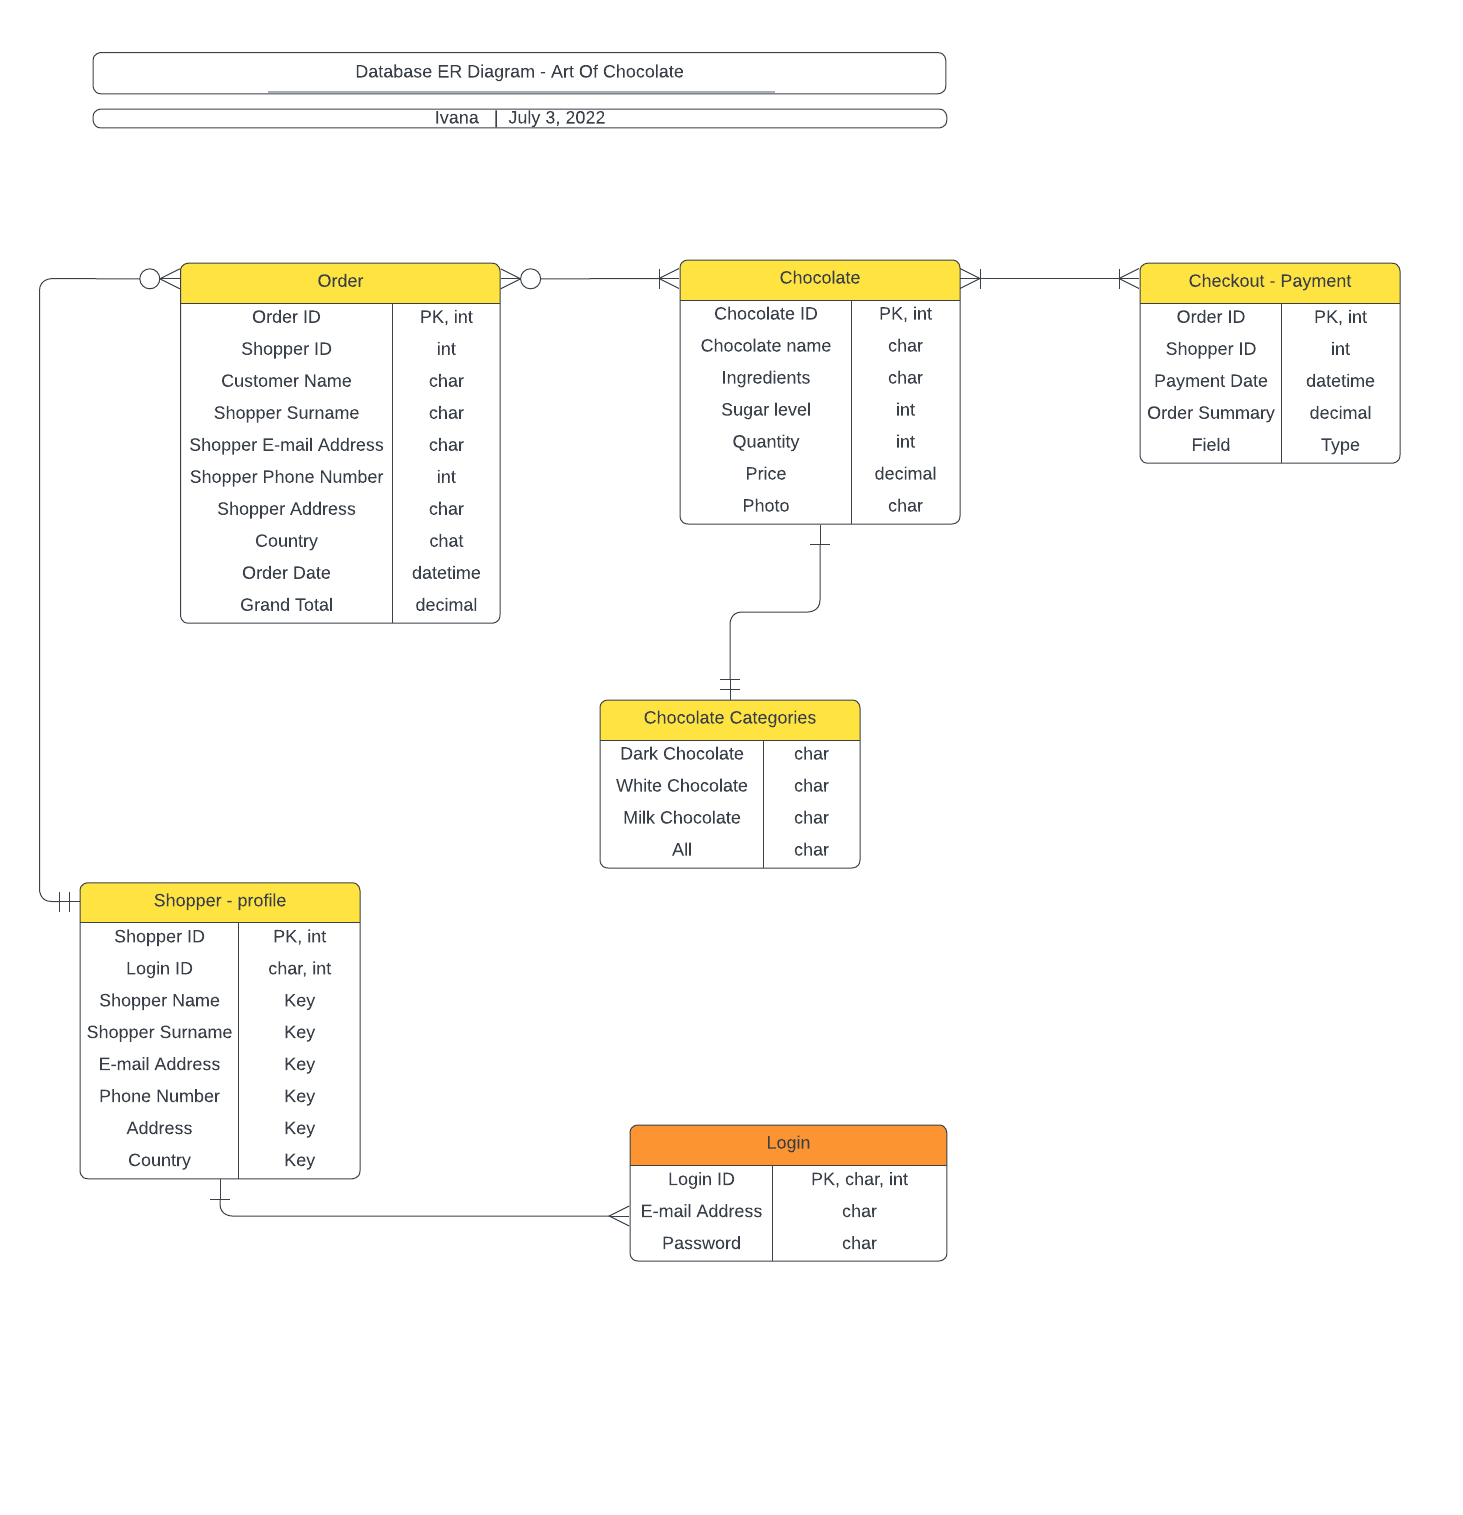 Database ER Diagram - Art Of Chocolate
Ivana | July 3, 2022
Order
Order ID PK, int
Shopper ID int
Customer Name char
Shopper Surname char
Shopper E-mail Address char
Shopper Phone Number int
Shopper Address char
Country chat
Order Date datetime
Grand Total decimal
Chocolate
Chocolate ID PK, int
Chocolate name char
Ingredients char
Sugar level int
Quantity int
Price decimal
Photo char
Checkout - Payment
Order ID PK, int
Shopper ID int
Payment Date datetime
Order Summary decimal
Field Type
Chocolate Categories
Dark Chocolate char
White Chocolate char
Milk Chocolate char
All char
Shopper - profile
Shopper ID PK, int
Login ID char, int
Shopper Name Key
Shopper Surname Key
E-mail Address Key
Phone Number Key
Address Key
Country Key
Login
Login ID PK, char, int
E-mail Address char
Password char